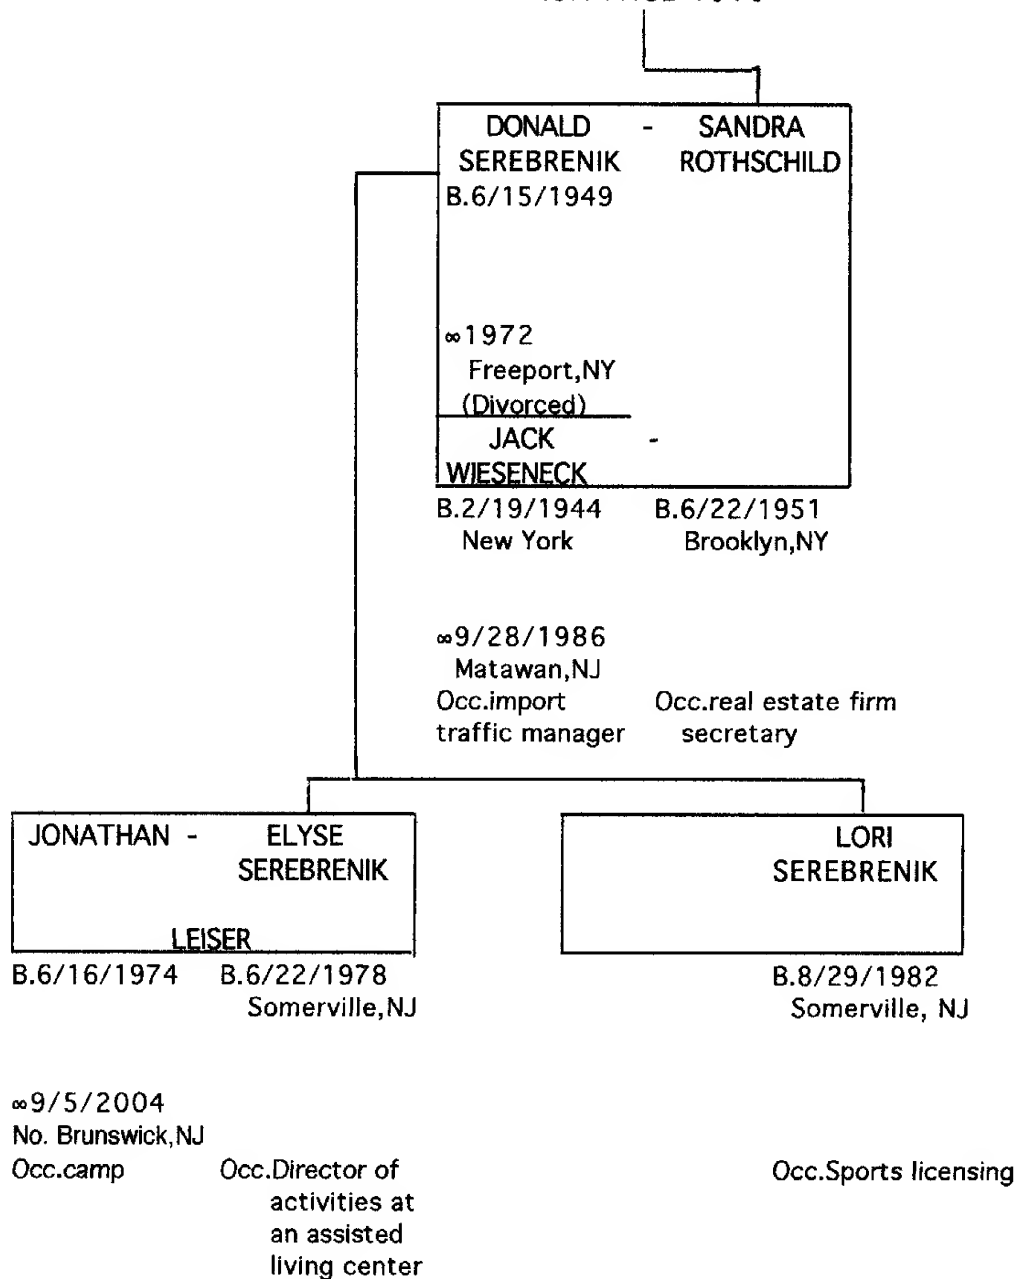 DONALD - SANDRA
SEREBRENIK ROTHSCHILD
B.6/15/1949
∞1972
Freeport,NY
(Divorced)
JACK -
WIESENECK
B.2/19/1944 B.6/22/1951
New York Brooklyn,NY
∞9/28/1986
Matawan,NJ
Occ.import Occ.real estate firm
traffic manager secretary
JONATHAN - ELYSE LORI
SEREBRENIK SEREBRENIK
LEISER
B.6/16/1974 B.6/22/1978 B.8/29/1982
Somerville,NJ Somerville, NJ
∞9/5/2004
No. Brunswick,NJ
Occ.camp Occ.Director of Occ.Sports licensing
activities at
an assisted
living center